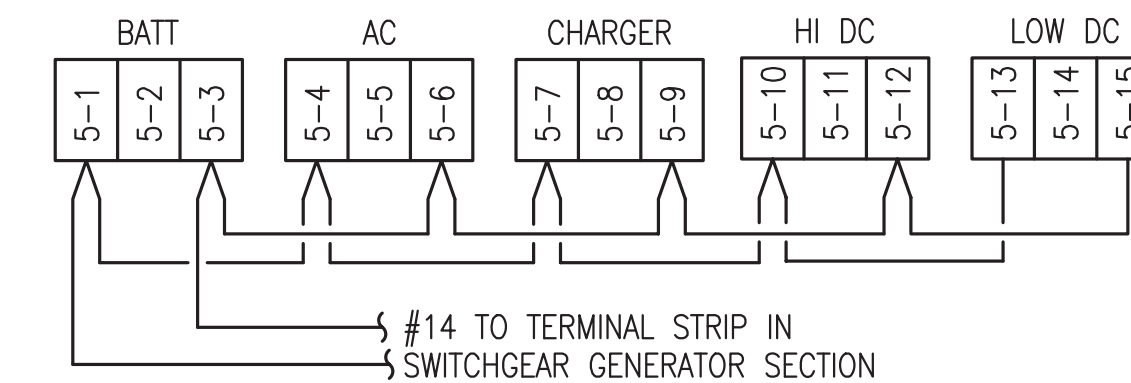 BATT AC CHARGER HI DC LOW DC
5-1 5-2 5-3 5-4 5-5 5-6 5-7 5-8 5-9 5-10 5-11 5-12 5-13 5-14 5-15
#14 TO TERMINAL STRIP IN
SWITCHGEAR GENERATOR SECTION